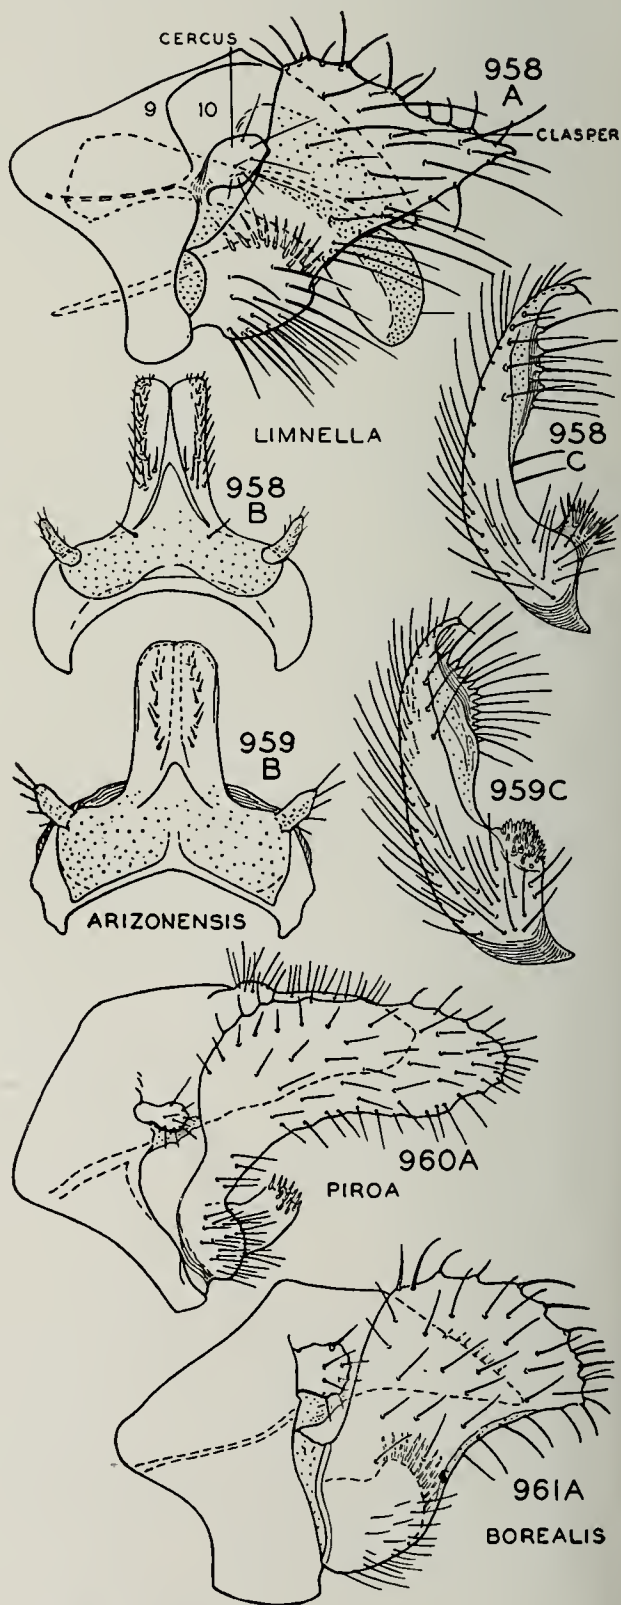 CERCUS
958
A
9 10
CLASPER
LIMNELLA
958
B
958
C
959
B
959C
ARIZONENSIS
960A
PIROA
961A
BOREALIS